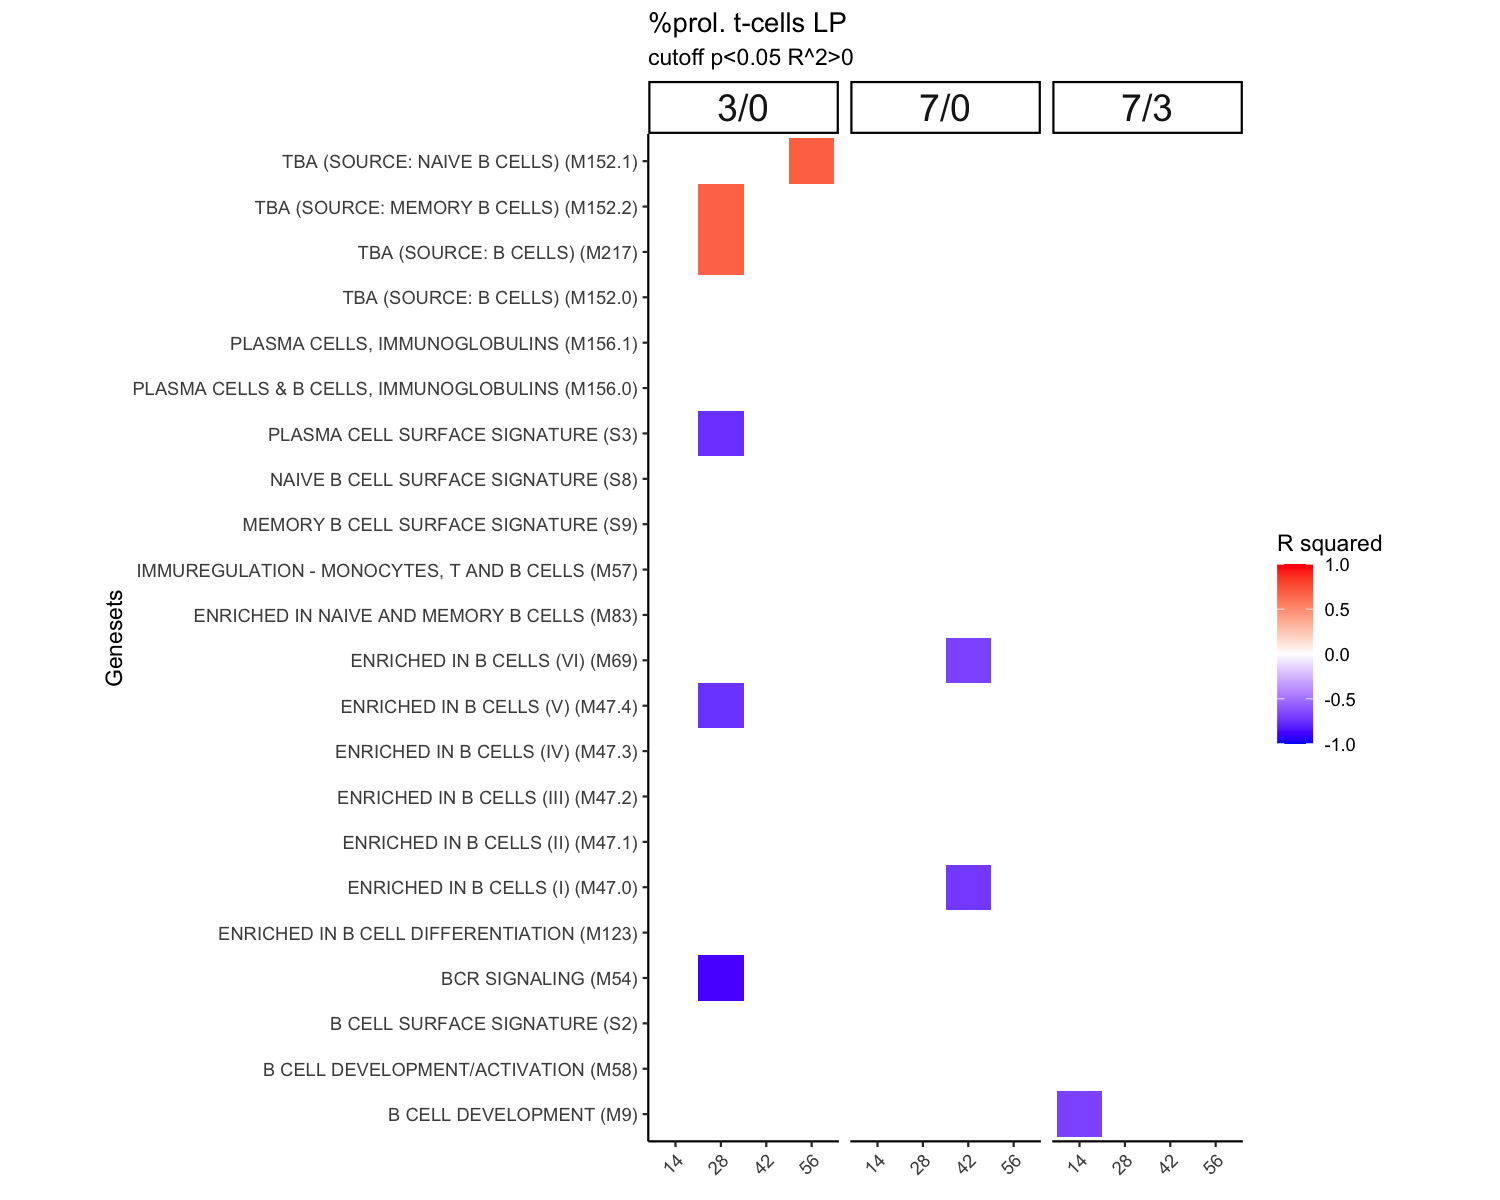 %prol. t-cells LP
cutoff p<0.05 R^2>0
3/0 7/0 7/3
TBA (SOURCE: NAIVE B CELLS) (M152.1)
TBA (SOURCE: MEMORY B CELLS) (M152.2)
TBA (SOURCE: B CELLS) (M217)
TBA (SOURCE: B CELLS) (M152.0)
PLASMA CELLS, IMMUNOGLOBULINS (M156.1)
PLASMA CELLS & B CELLS, IMMUNOGLOBULINS (M156.0)
PLASMA CELL SURFACE SIGNATURE (S3)
NAIVE B CELL SURFACE SIGNATURE (S8)
MEMORY B CELL SURFACE SIGNATURE (S9)
IMMUREGULATION - MONOCYTES, T AND B CELLS (M57)
ENRICHED IN NAIVE AND MEMORY B CELLS (M83)
ENRICHED IN B CELLS (VI) (M69)
ENRICHED IN B CELLS (V) (M47.4)
ENRICHED IN B CELLS (IV) (M47.3)
ENRICHED IN B CELLS (III) (M47.2)
ENRICHED IN B CELLS (II) (M47.1)
ENRICHED IN B CELLS (I) (M47.0)
ENRICHED IN B CELL DIFFERENTIATION (M123)
BCR SIGNALING (M54)
B CELL SURFACE SIGNATURE (S2)
B CELL DEVELOPMENT/ACTIVATION (M58)
B CELL DEVELOPMENT (M9)
Genesets
14 28 42 56 14 28 42 56 14 28 42 56
R squared
1.0
0.5
0.0
-0.5
-1.0